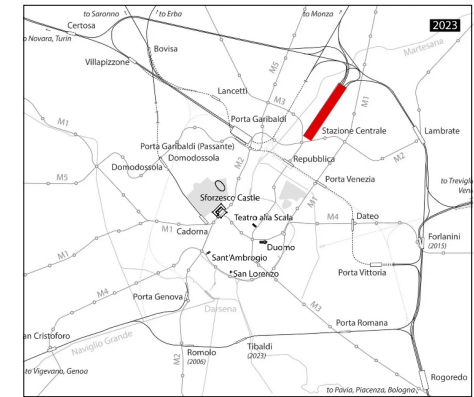 to Saronno
to Erba
to Monza
2023
Certosa
to Novara, Turin
Bovisa
Martesana
Villapizzone
M5
M1
Lancetti
M3
Porta Garibaldi
M1
Stazione Centrale
Lambrate
Porta Garibaldi (Passante)
Domodossola
Domodossola
M2
Repubblica
M2
M5
Porta Venezia
to Trevigl
Ven
Sforzesco Castle
M1
Teatro alla Scala
M4
Dateo
M1
Cadorna
Forlanini
(2015)
Duomo
M1
Sant'Ambrogio
San Lorenzo
Porta Vittoria
M4
Porta Genova
Darsena
M3
Porta Romana
an Cristoforo
Naviglio Grande
M2
Romolo
(2006)
Tibaldi
(2023)
to Vigevano, Genoa
Rogoredo
to Pavia, Piacenza, Bologna